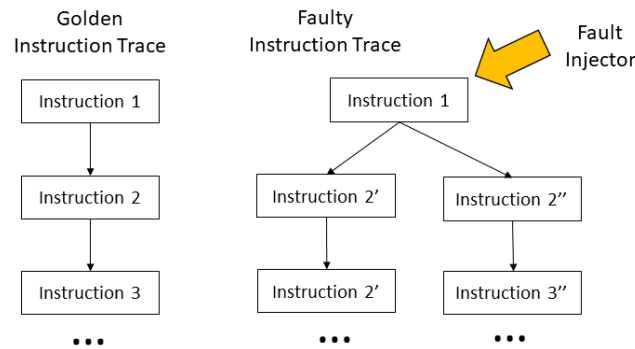 Golden
Instruction Trace
Faulty
Instruction Trace
Fault
Injector
Instruction 1
Instruction 2
Instruction 3
...
Instruction 1
Instruction 2′
Instruction 2′
...
Instruction 2′′
Instruction 3′′
...